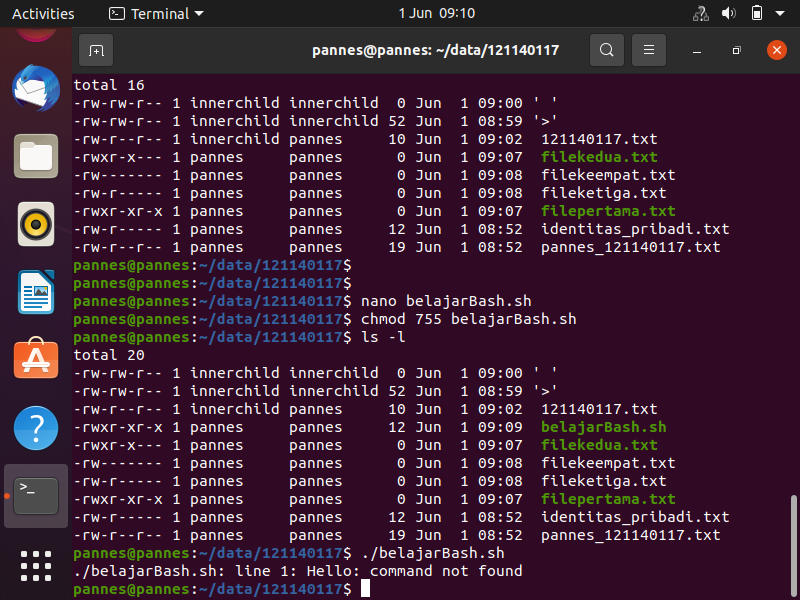 Activities Terminal 1 Jun 09:10
pannes@pannes: ~/data/121140117
total 16
-rw-rw-r-- 1 innerchild innerchild  0 Jun  1 09:00 ' '
-rw-rw-r-- 1 innerchild innerchild 52 Jun  1 08:59 '>'
-rw-r--r-- 1 innerchild pannes     10 Jun  1 09:02  121140117.txt
-rwxr-x--- 1 pannes     pannes      0 Jun  1 09:07  filekedua.txt
-rw------- 1 pannes     pannes      0 Jun  1 09:08  filekeempat.txt
-rw-r----- 1 pannes     pannes      0 Jun  1 09:08  fileketiga.txt
-rwxr-xr-x 1 pannes     pannes      0 Jun  1 09:07  filepertama.txt
-rw-r----- 1 pannes     pannes     12 Jun  1 08:52  identitas_pribadi.txt
-rw-r--r-- 1 pannes     pannes     19 Jun  1 08:52  pannes_121140117.txt
pannes@pannes:~/data/121140117$
pannes@pannes:~/data/121140117$
pannes@pannes:~/data/121140117$ nano belajarBash.sh
pannes@pannes:~/data/121140117$ chmod 755 belajarBash.sh
pannes@pannes:~/data/121140117$ ls -l
total 20
-rw-rw-r-- 1 innerchild innerchild  0 Jun  1 09:00 ' '
-rw-rw-r-- 1 innerchild innerchild 52 Jun  1 08:59 '>'
-rw-r--r-- 1 innerchild pannes     10 Jun  1 09:02  121140117.txt
-rwxr-xr-x 1 pannes     pannes     12 Jun  1 09:09  belajarBash.sh
-rwxr-x--- 1 pannes     pannes      0 Jun  1 09:07  filekedua.txt
-rw------- 1 pannes     pannes      0 Jun  1 09:08  filekeempat.txt
-rw-r----- 1 pannes     pannes      0 Jun  1 09:08  fileketiga.txt
-rwxr-xr-x 1 pannes     pannes      0 Jun  1 09:07  filepertama.txt
-rw-r----- 1 pannes     pannes     12 Jun  1 08:52  identitas_pribadi.txt
-rw-r--r-- 1 pannes     pannes     19 Jun  1 08:52  pannes_121140117.txt
pannes@pannes:~/data/121140117$ ./belajarBash.sh
./belajarBash.sh: line 1: Hello: command not found
pannes@pannes:~/data/121140117$